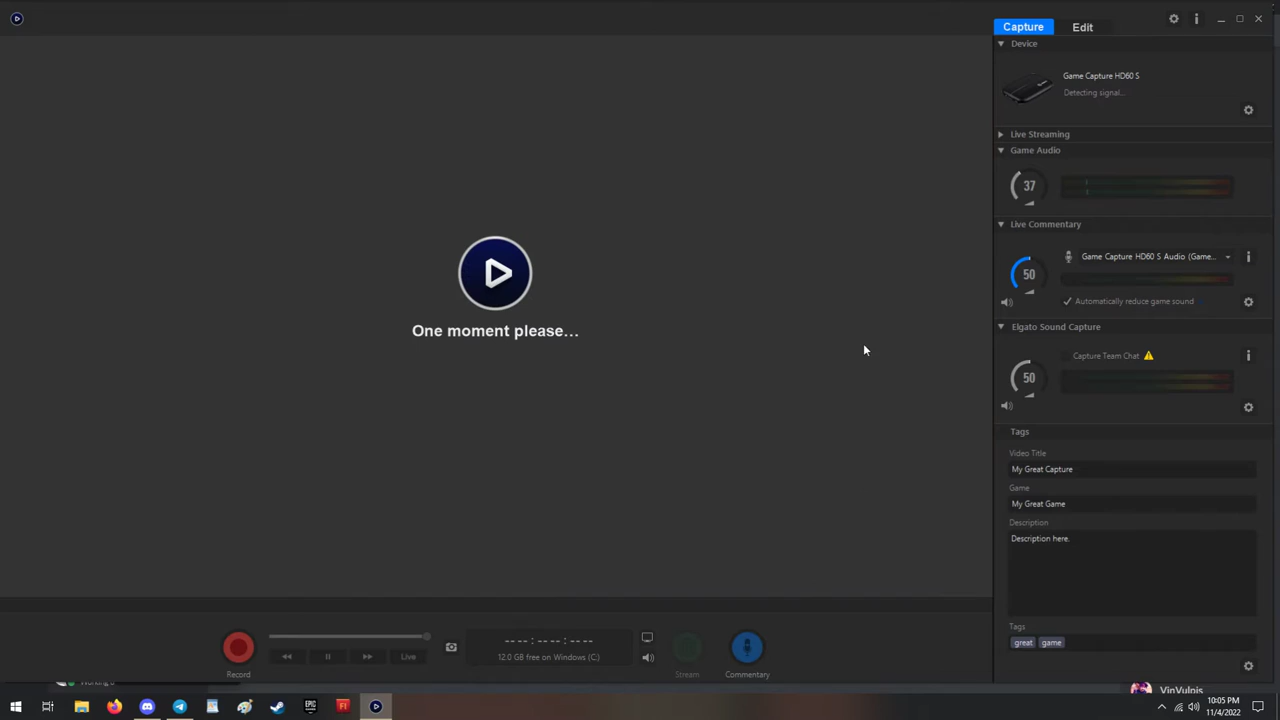 Capture Edit
Device
Game Capture HD60 S
Detecting signal...
Live Streaming
Game Audio
37
Live Commentary
Game Capture HD60 S Audio (Game...
50
Automatically reduce game sound
Elgato Sound Capture
Capture Team Chat
50
One moment please...
Tags
Video Title
My Great Capture
Game
My Great Game
Description
Description here.
Tags
great game
-- -- : -- -- : -- --
12.0 GB free on Windows (C:)
Live
Record Stream Commentary
VinVulpis
EPIC
10:05 PM
11/4/2022